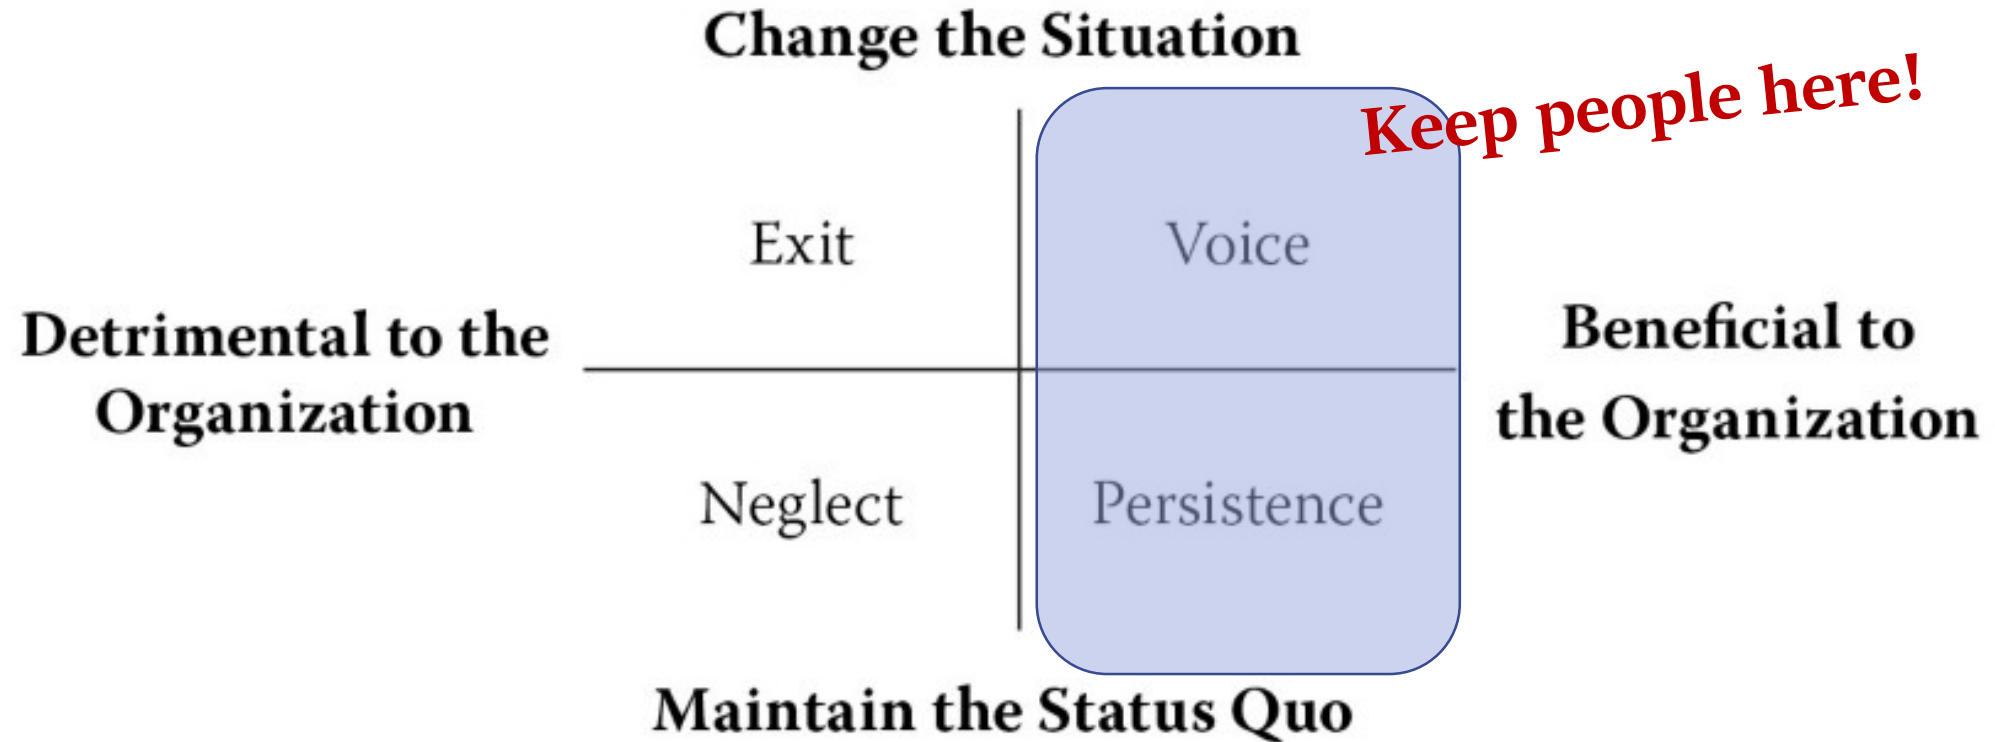 Change the Situation
Keep people here!
Exit
Voice
Detrimental to the
Organization
Beneficial to
the Organization
Neglect
Persistence
Maintain the Status Quo